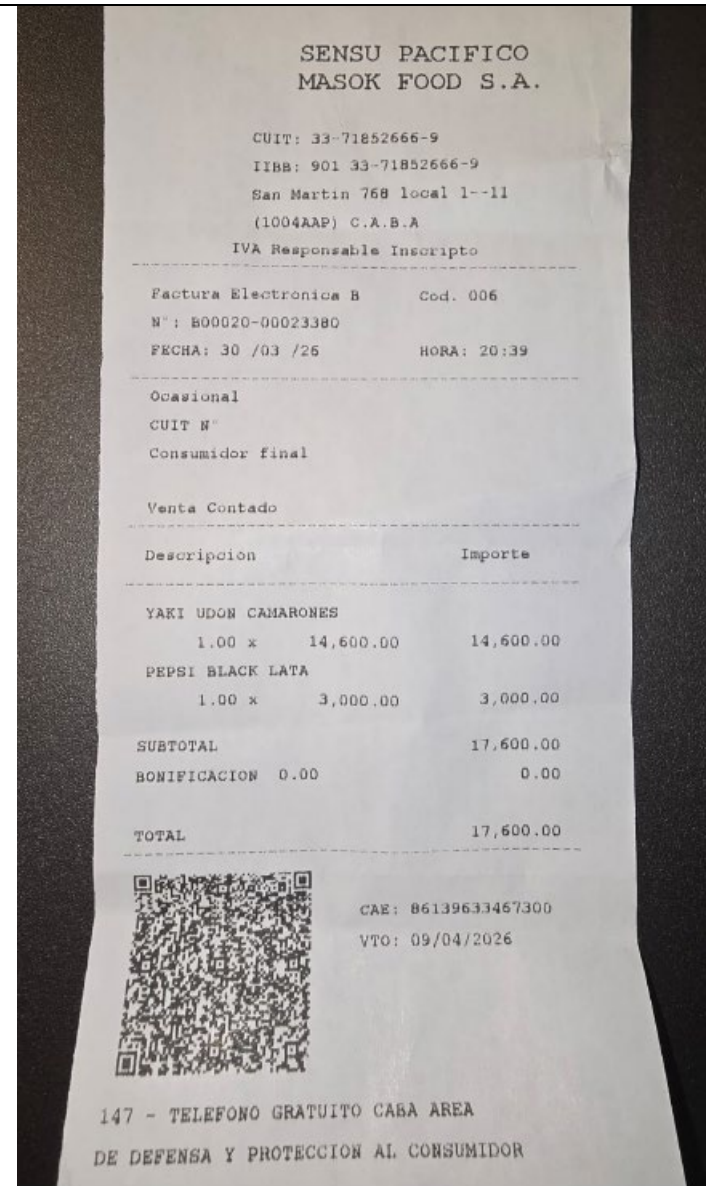 SENSU PACIFICO
MASOK FOOD S.A.
CUIT: 33-71852666-9
IIBB: 901 33-71852666-9
San Martin 768 local 1--11
(1004AAP) C.A.B.A
IVA Responsable Inscripto
Factura Electronica B Cod. 006
N°: B00020-00023380
FECHA: 30 /03 /26 HORA: 20:39
Ocasional
CUIT N°
Consumidor final
Venta Contado
Descripcion Importe
YAKI UDON CAMARONES
1.00 x 14,600.00 14,600.00
PEPSI BLACK LATA
1.00 x 3,000.00 3,000.00
SUBTOTAL 17,600.00
BONIFICACION 0.00 0.00
TOTAL 17,600.00
CAE: 86139633467300
VTO: 09/04/2026
147 - TELEFONO GRATUITO CABA AREA
DE DEFENSA Y PROTECCION AL CONSUMIDOR